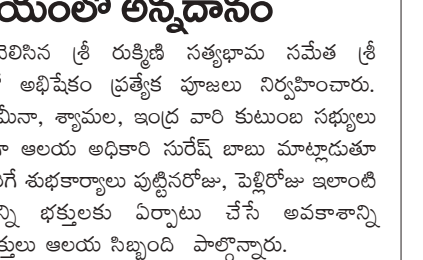 యంలో అన్నదానం
వెలిసిన శ్రీ రుక్మిణి సత్యభామ సమేత శ్రీ
అభిషేకం ప్రత్యేక పూజలు నిర్వహించారు.
మీనా, శ్యామల, ఇంద్ర వారి కుటుంబ సభ్యులు
ఆలయ అధికారి సురేష్ బాబు మాట్లాడుతూ
గే శుభకార్యాలు పుట్టినరోజు, పెళ్లిరోజు ఇలాంటి
న్ని భక్తులకు ఏర్పాటు చేసే అవకాశాన్ని
క్తులు ఆలయ సిబ్బంది పాల్గొన్నారు.